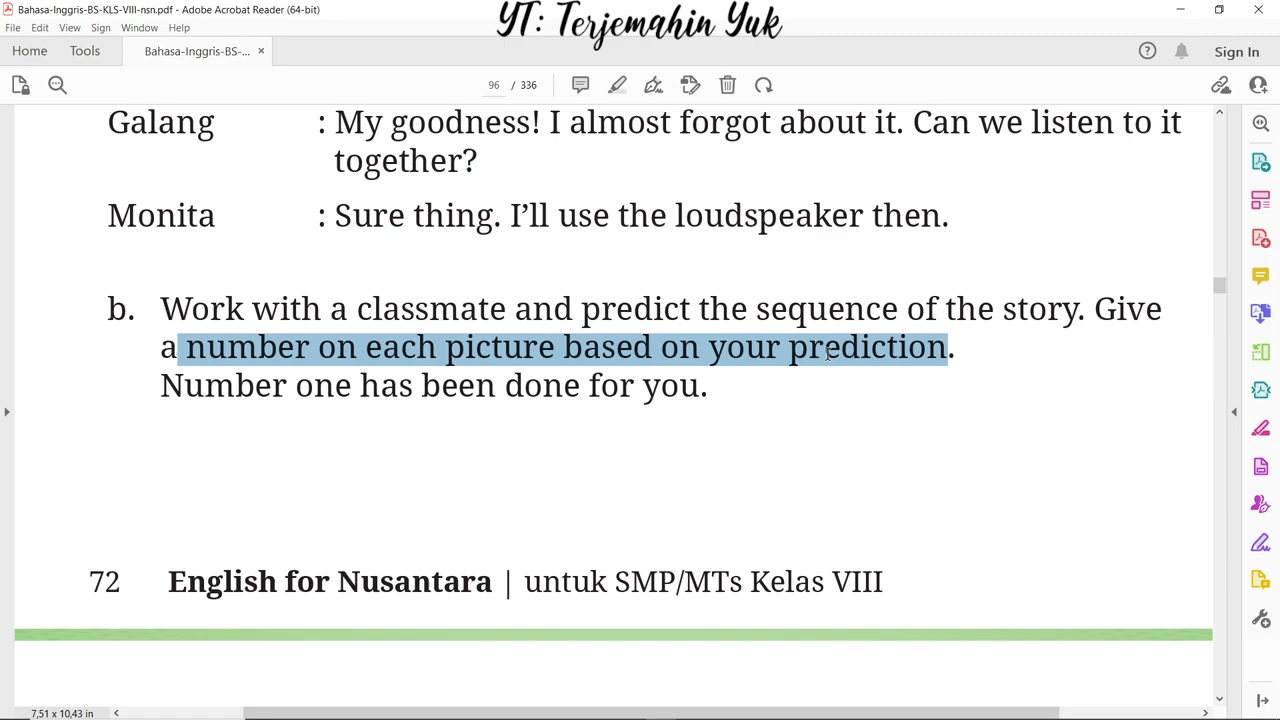 Bahasa-Inggris-BS-KLS-VIII-nsn.pdf - Adobe Acrobat Reader (64-bit)
YT: Terjemahin Yuk
File Edit View Sign Window Help
Home Tools Bahasa-Inggris-BS-... × Sign In
96 / 336
Galang : My goodness! I almost forgot about it. Can we listen to it
together?
Monita : Sure thing. I’ll use the loudspeaker then.
b. Work with a classmate and predict the sequence of the story. Give
a number on each picture based on your prediction.
Number one has been done for you.
72 English for Nusantara | untuk SMP/MTs Kelas VIII
7,51 x 10,43 in